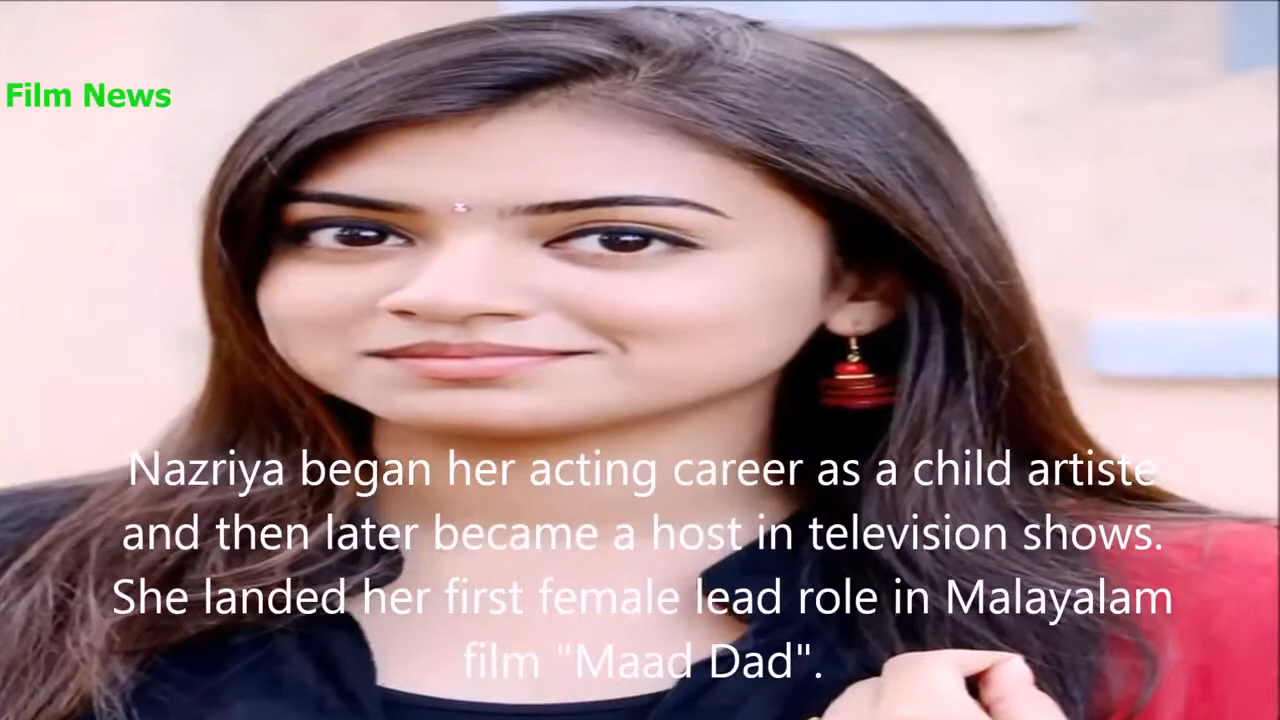 Film News
Nazriya began her acting career as a child artiste
and then later became a host in television shows.
She landed her first female lead role in Malayalam
film "Maad Dad".